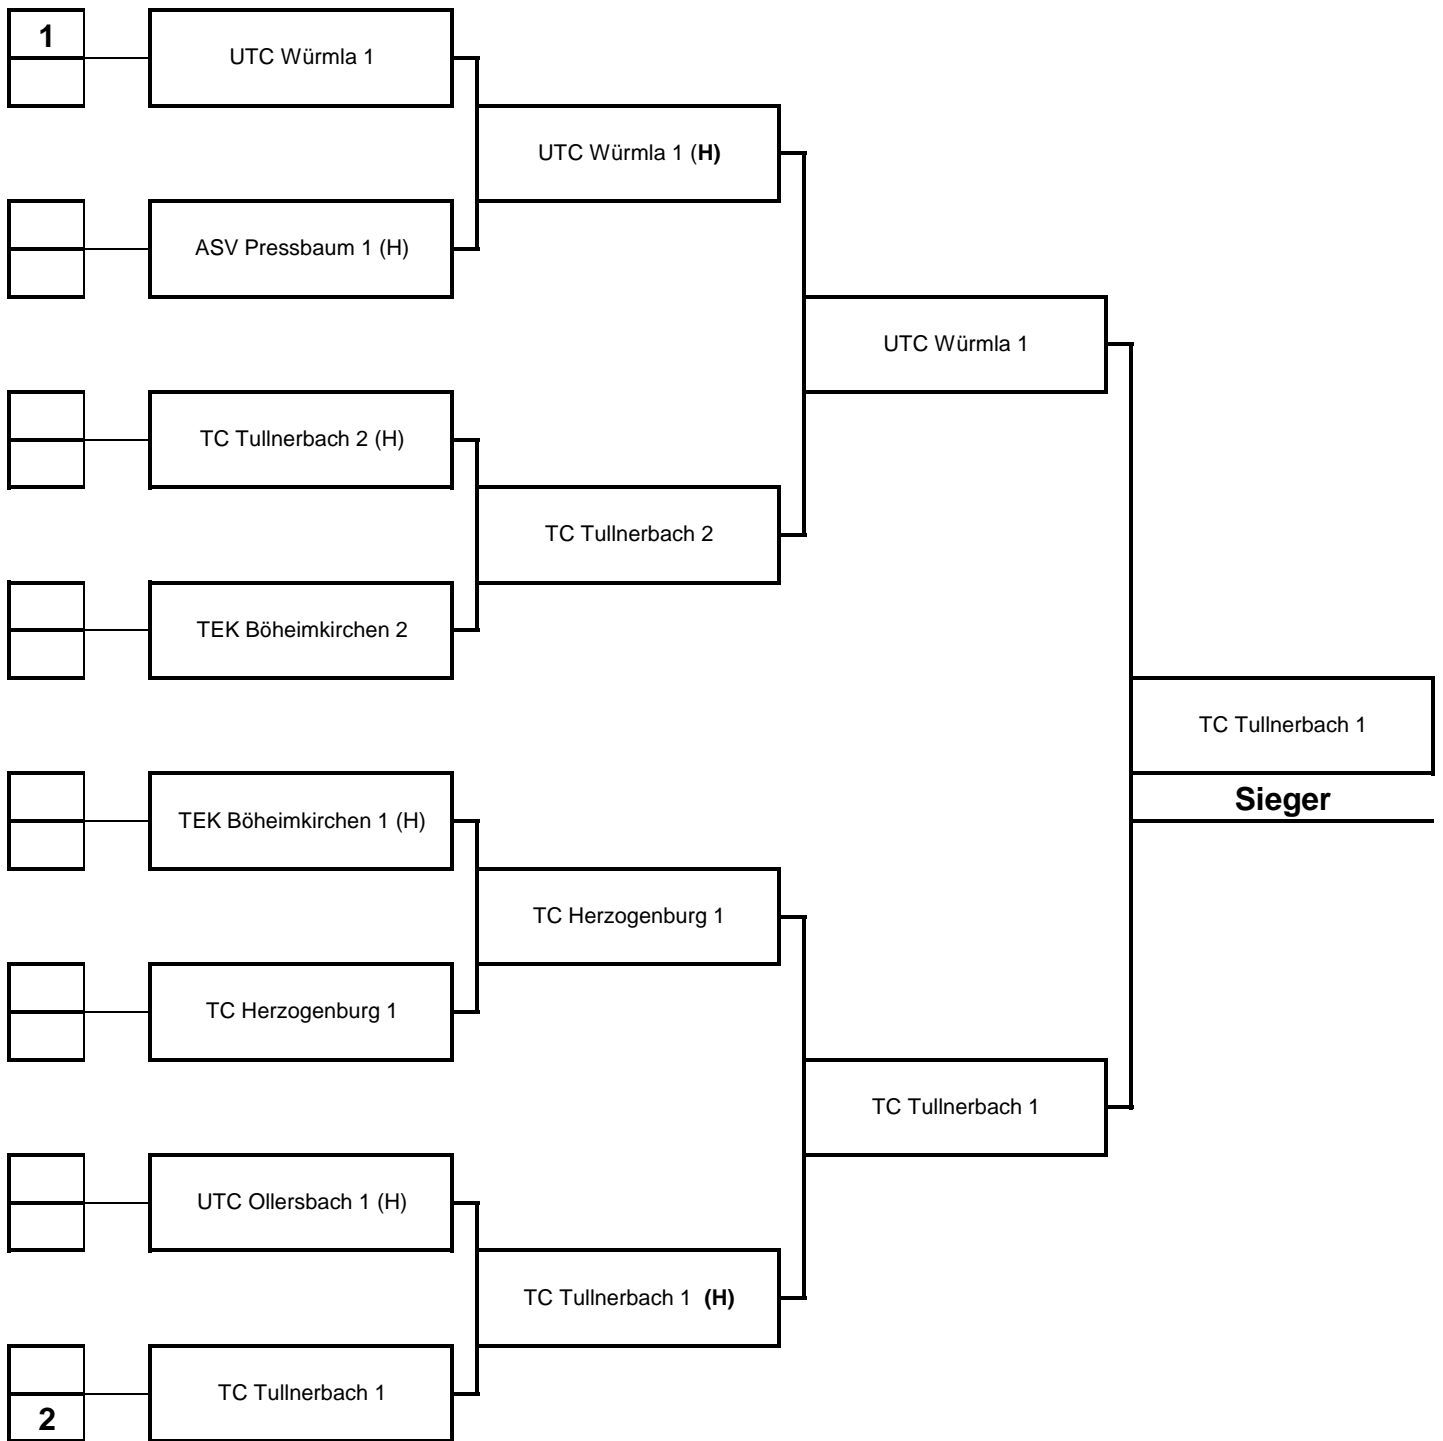 1
UTC Würmla 1
UTC Würmla 1 (H)
ASV Pressbaum 1 (H)
UTC Würmla 1
TC Tullnerbach 2 (H)
TC Tullnerbach 2
TEK Böheimkirchen 2
TC Tullnerbach 1
Sieger
TEK Böheimkirchen 1 (H)
TC Herzogenburg 1
TC Herzogenburg 1
TC Tullnerbach 1
UTC Ollersbach 1 (H)
TC Tullnerbach 1 (H)
TC Tullnerbach 1
2